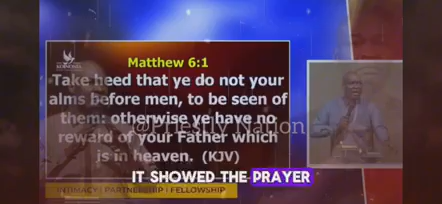 Matthew 6:1
Take heed that ye do not your
alms before men, to be seen of
them: otherwise ye have no
reward of your Father which
is in heaven. (KJV)
@Priestly Nation
IT SHOWED THE PRAYER
INTIMACY | PARTNERSHIP | FELLOWSHIP